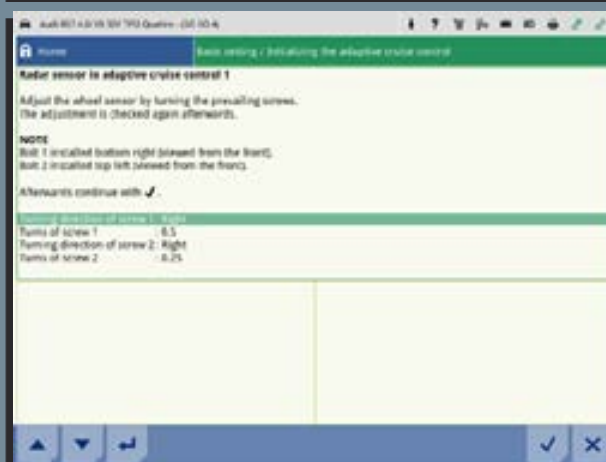 Home
Basic setting / Initializing the adaptive cruise control
Radar sensor in adaptive cruise control 1
Adjust the wheel sensor by turning the prevailing screws.
The adjustment is checked again afterwards.
NOTE
Bolt 1 installed bottom right (viewed from the front).
Bolt 2 installed top left (viewed from the front).
Afterwards continue with ✓.
Turning direction of screw 1: Right
Turns of screw 1 : 0.5
Turning direction of screw 2: Right
Turns of screw 2 : 0.25